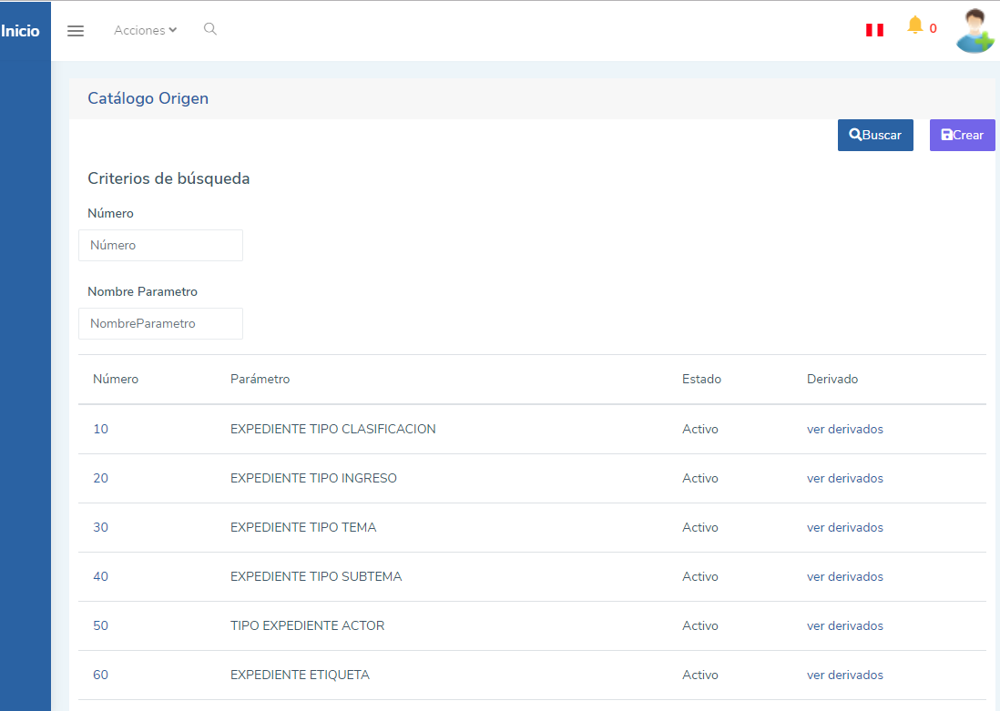 Inicio Acciones 0
Catálogo Origen
Buscar Crear
Criterios de búsqueda
Número
Número
Nombre Parametro
NombreParametro
Número Parámetro Estado Derivado
10 EXPEDIENTE TIPO CLASIFICACION Activo ver derivados
20 EXPEDIENTE TIPO INGRESO Activo ver derivados
30 EXPEDIENTE TIPO TEMA Activo ver derivados
40 EXPEDIENTE TIPO SUBTEMA Activo ver derivados
50 TIPO EXPEDIENTE ACTOR Activo ver derivados
60 EXPEDIENTE ETIQUETA Activo ver derivados